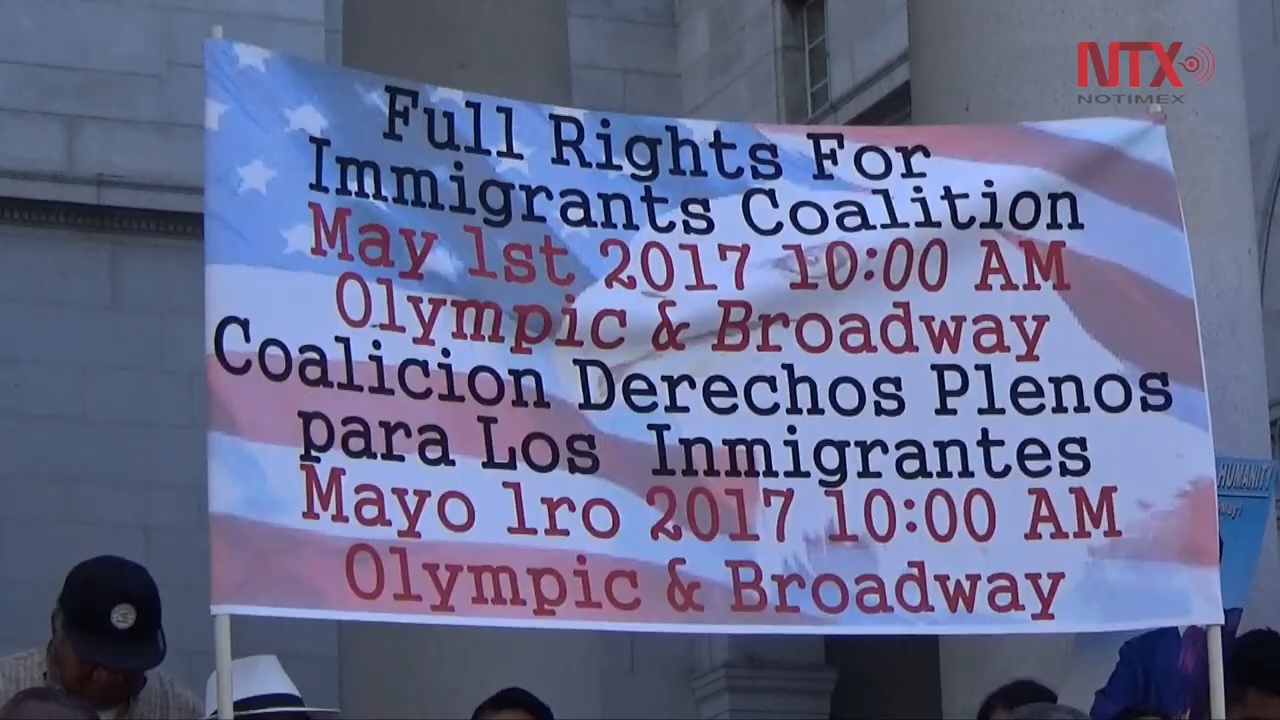 NTX
NOTIMEX
Full Rights For
Immigrants Coalition
May 1st 2017 10:00 AM
Olympic & Broadway
Coalicion Derechos Plenos
para Los Inmigrantes
Mayo 1ro 2017 10:00 AM
Olympic & Broadway
HUMANITY